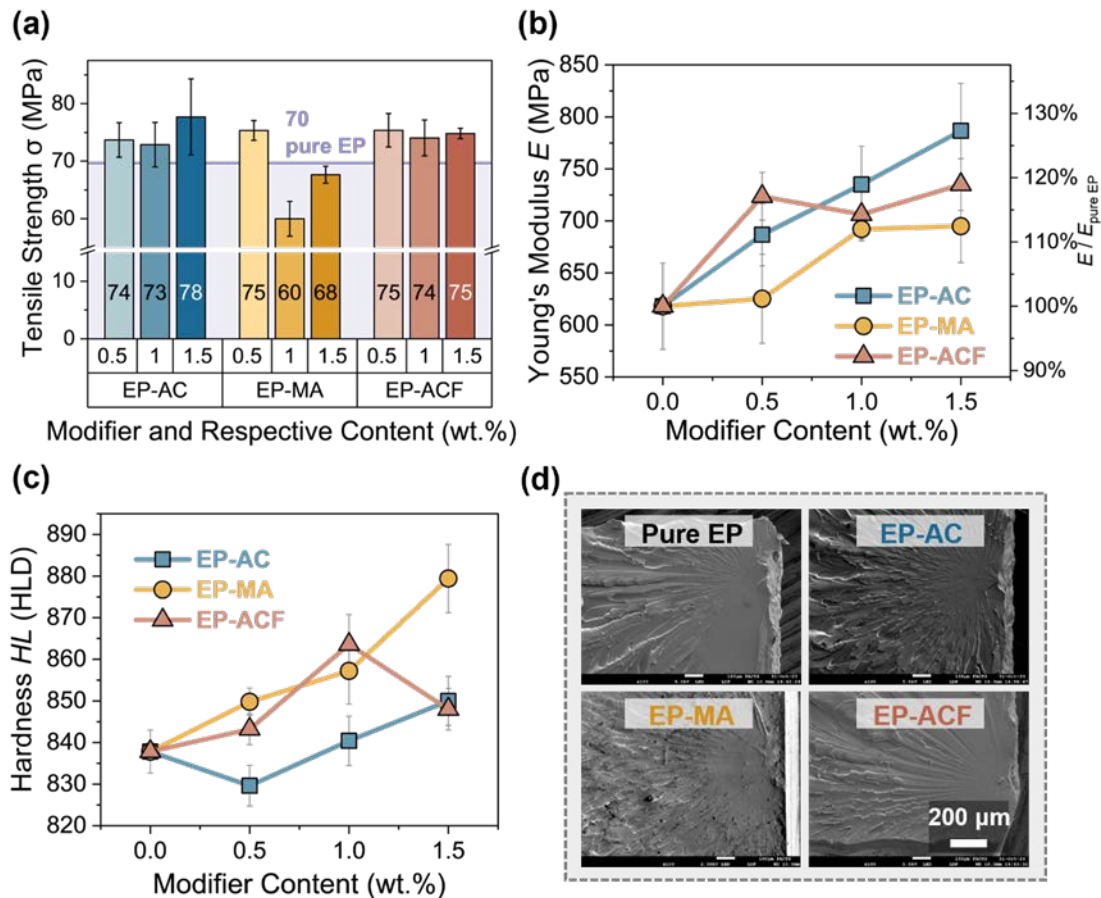 (a)
Tensile Strength σ (MPa)
80
70
60
10
0
70
pure EP
74
73
78
75
60
68
75
74
75
0.5 1 1.5 0.5 1 1.5 0.5 1 1.5
EP-AC EP-MA EP-ACF
Modifier and Respective Content (wt.%)
(b)
Young's Modulus E (MPa)
850
800
750
700
650
600
550
130%
120%
110%
100%
90%
E / E pure EP
EP-AC
EP-MA
EP-ACF
0.0 0.5 1.0 1.5
Modifier Content (wt.%)
(c)
Hardness HL (HLD)
890
880
870
860
850
840
830
820
EP-AC
EP-MA
EP-ACF
0.0 0.5 1.0 1.5
Modifier Content (wt.%)
(d)
Pure EP
EP-AC
EP-MA
EP-ACF
200 µm